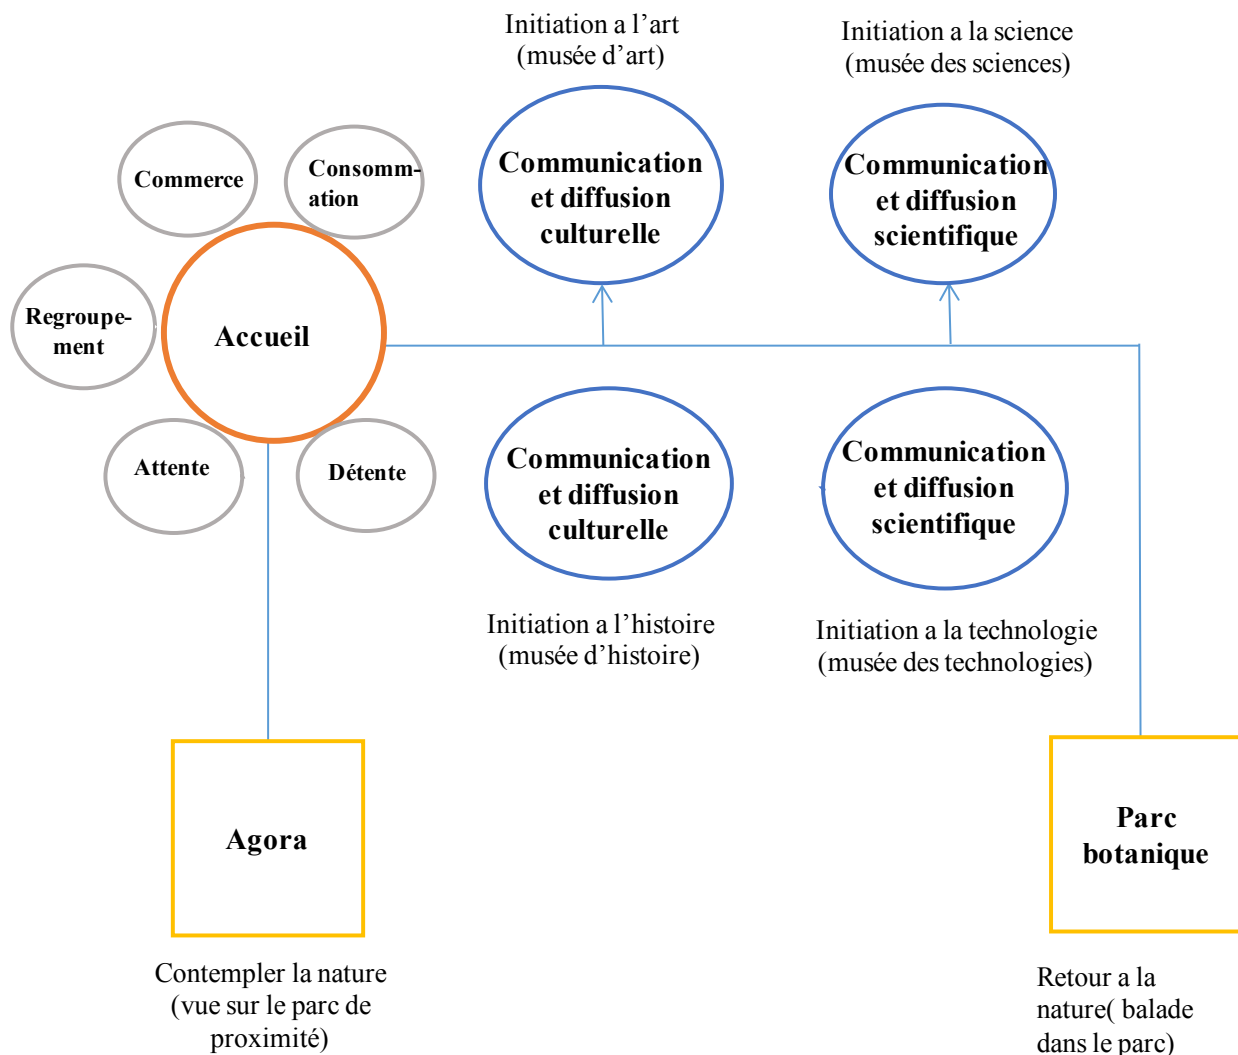 Initiation a l’art
(musée d’art)
Initiation a la science
(musée des sciences)
Commerce
Consomm-
ation
Communication
et diffusion
culturelle
Communication
et diffusion
scientifique
Regroupe-
ment
Accueil
Attente
Détente
Communication
et diffusion
culturelle
Communication
et diffusion
scientifique
Initiation a l’histoire
(musée d’histoire)
Initiation a la technologie
(musée des technologies)
Agora
Parc
botanique
Contempler la nature
(vue sur le parc de
proximité)
Retour a la
nature( balade
dans le parc)